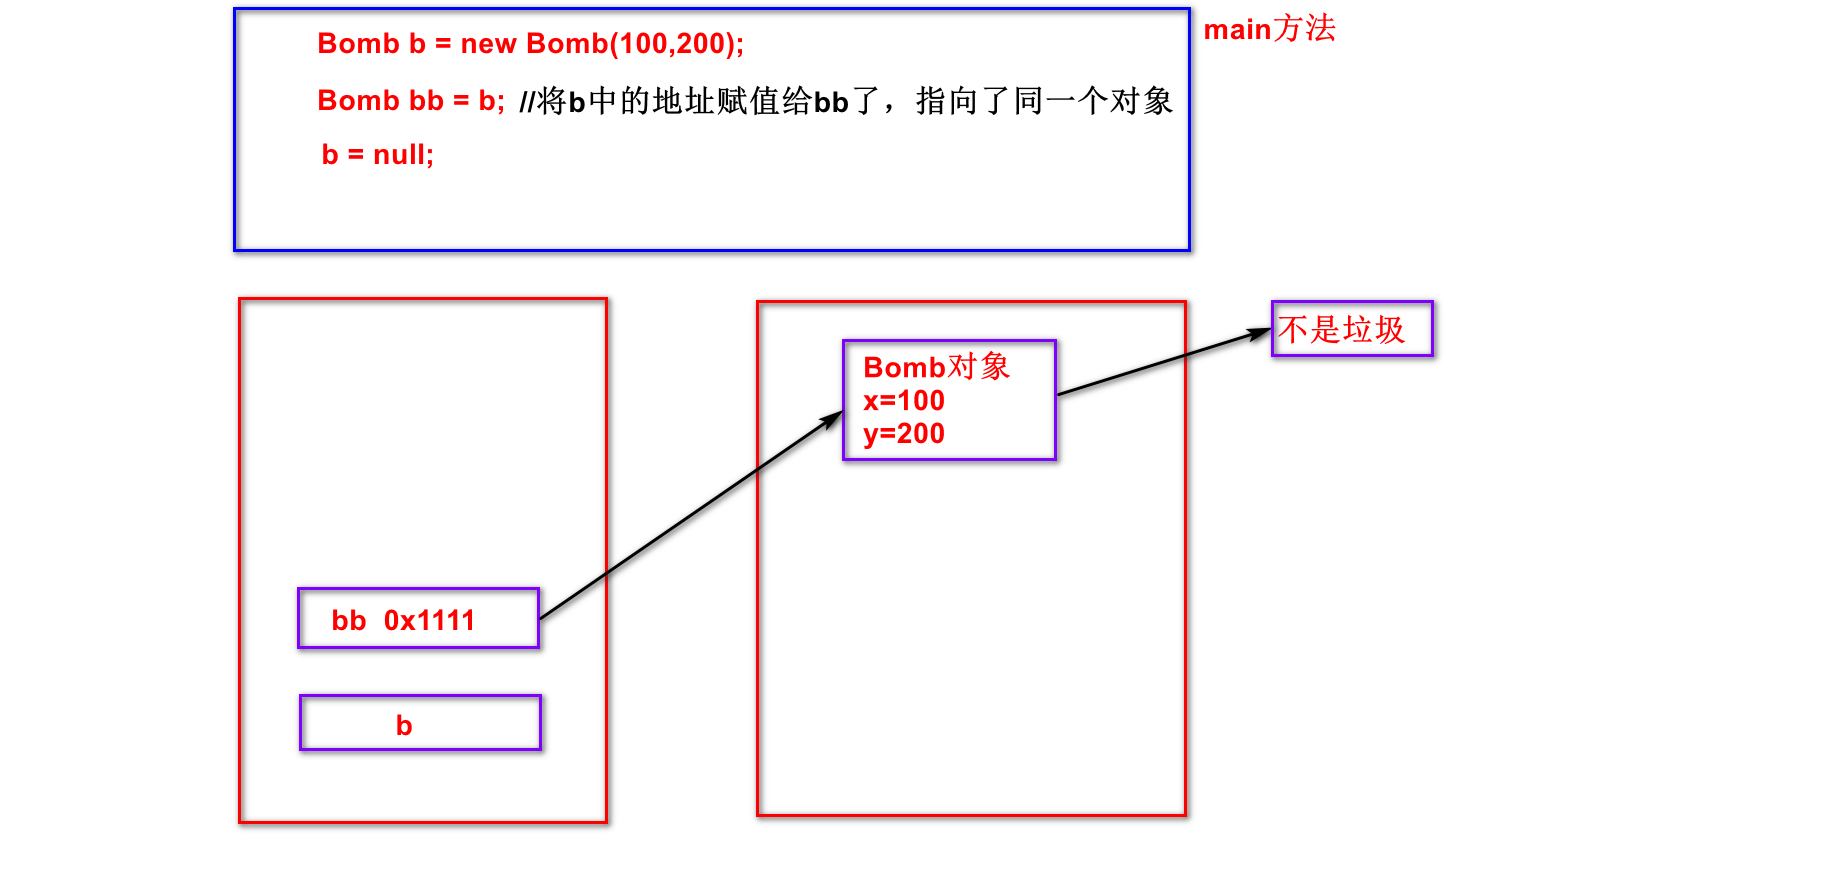 Bomb b = new Bomb(100,200);
main方法
Bomb bb = b; //将b中的地址赋值给bb了，指向了同一个对象
b = null;
不是垃圾
Bomb对象
x=100
y=200
bb 0x1111
b